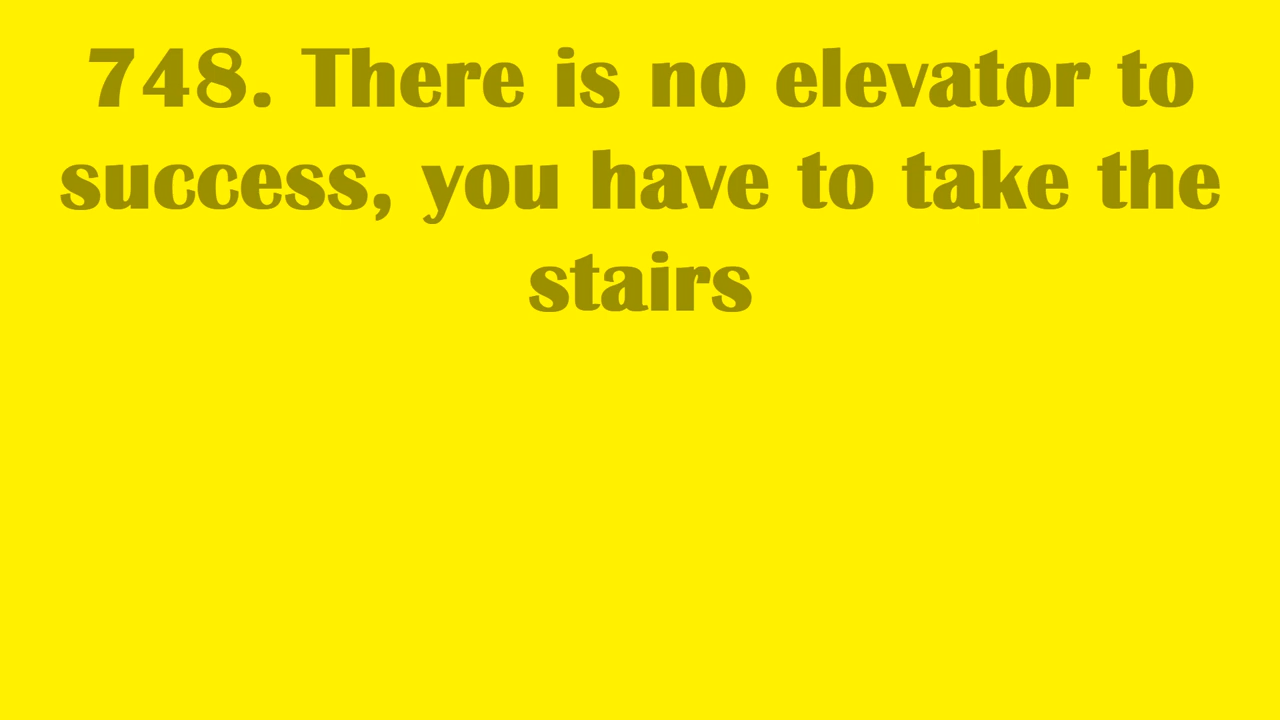 748. There is no elevator to
success, you have to take the
stairs